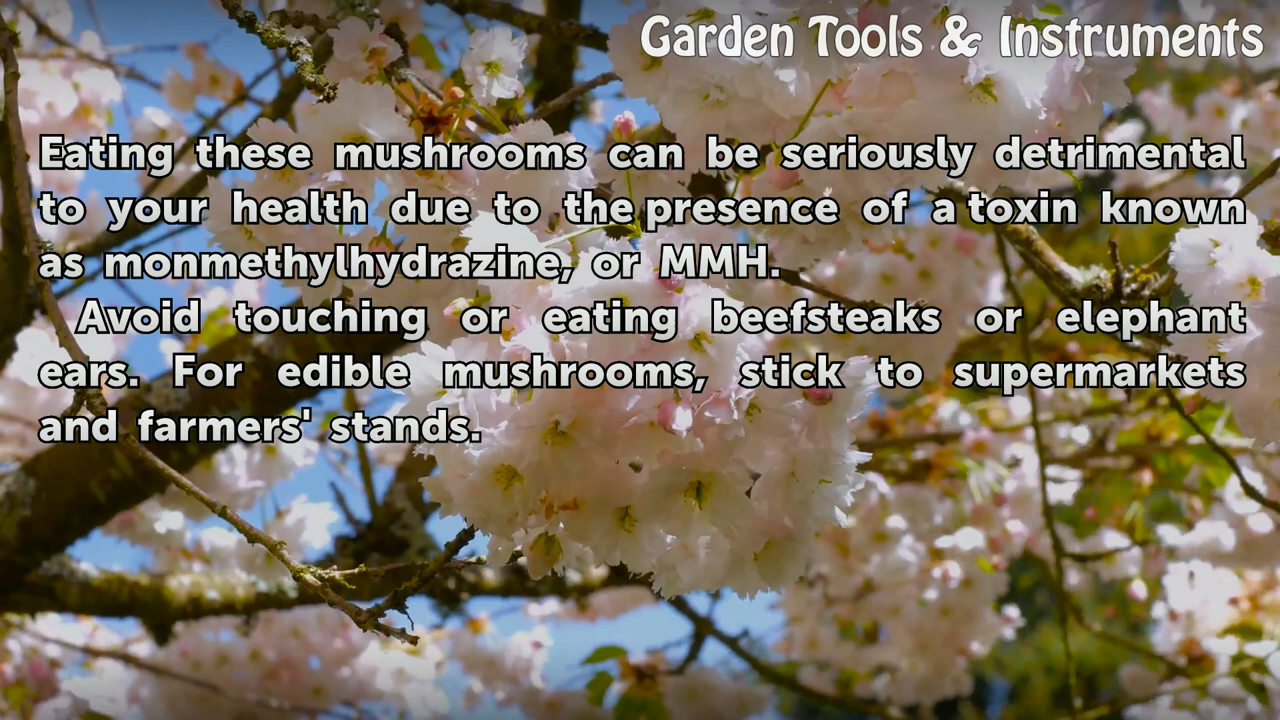 Garden Tools & Instruments
Eating these mushrooms can be seriously detrimental
to your health due to the presence of a toxin known
as monmethylhydrazine, or MMH.
Avoid touching or eating beefsteaks or elephant
ears. For edible mushrooms, stick to supermarkets
and farmers' stands.